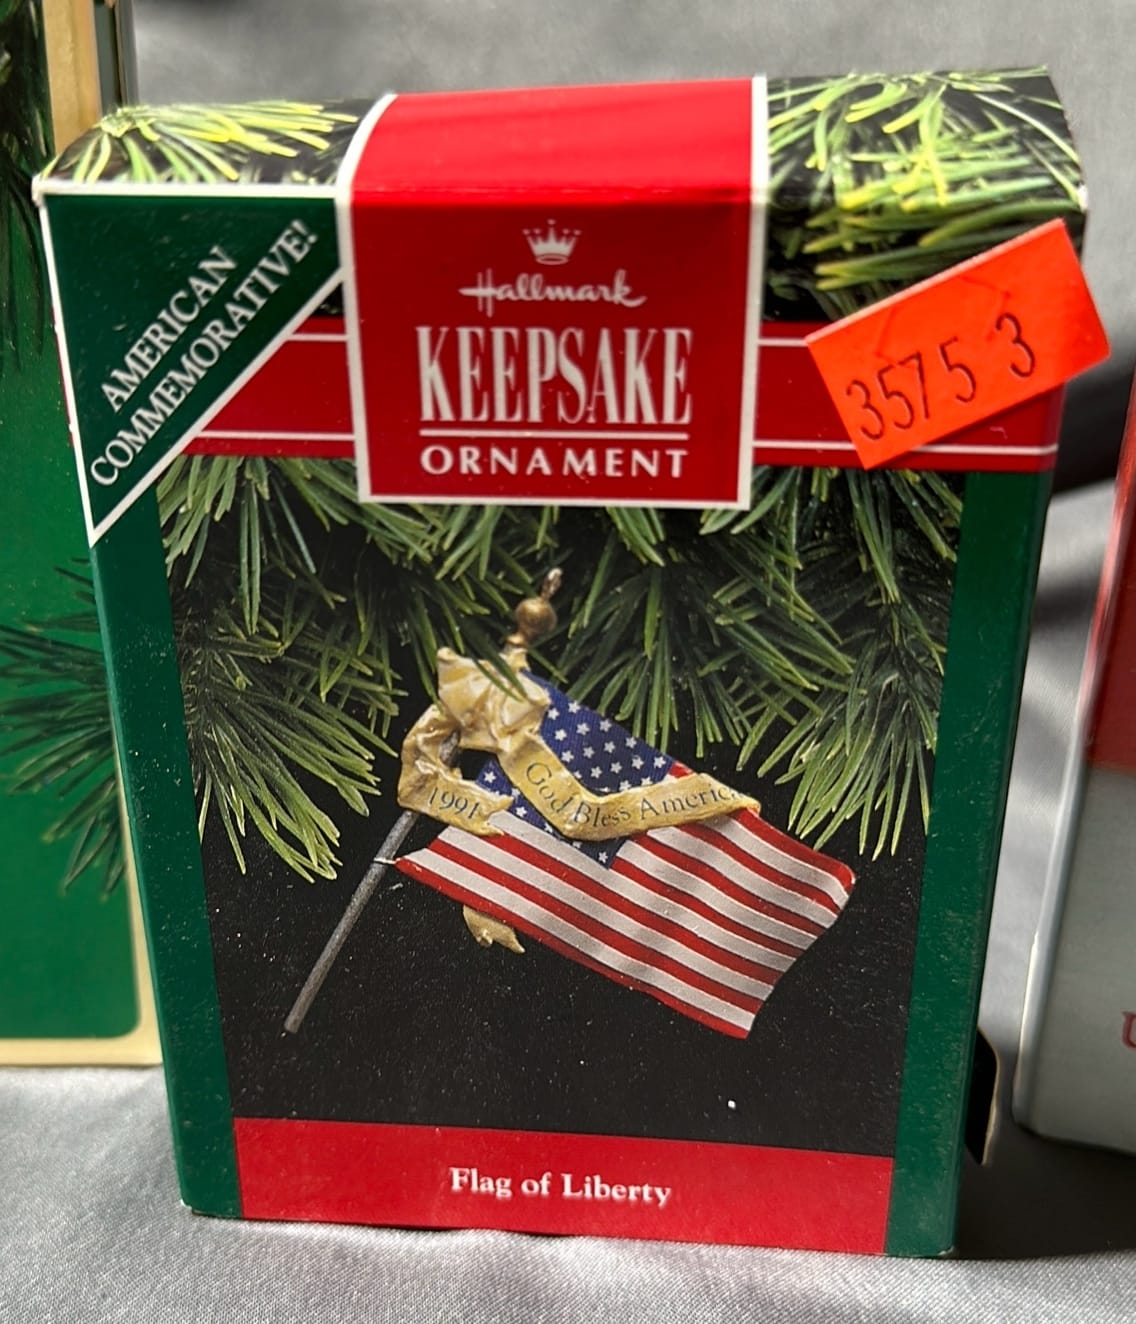 AMERICAN
COMMEMORATIVE!
Hallmark
KEEPSAKE
ORNAMENT
3575 3
1991
God Bless America
Flag of Liberty
U